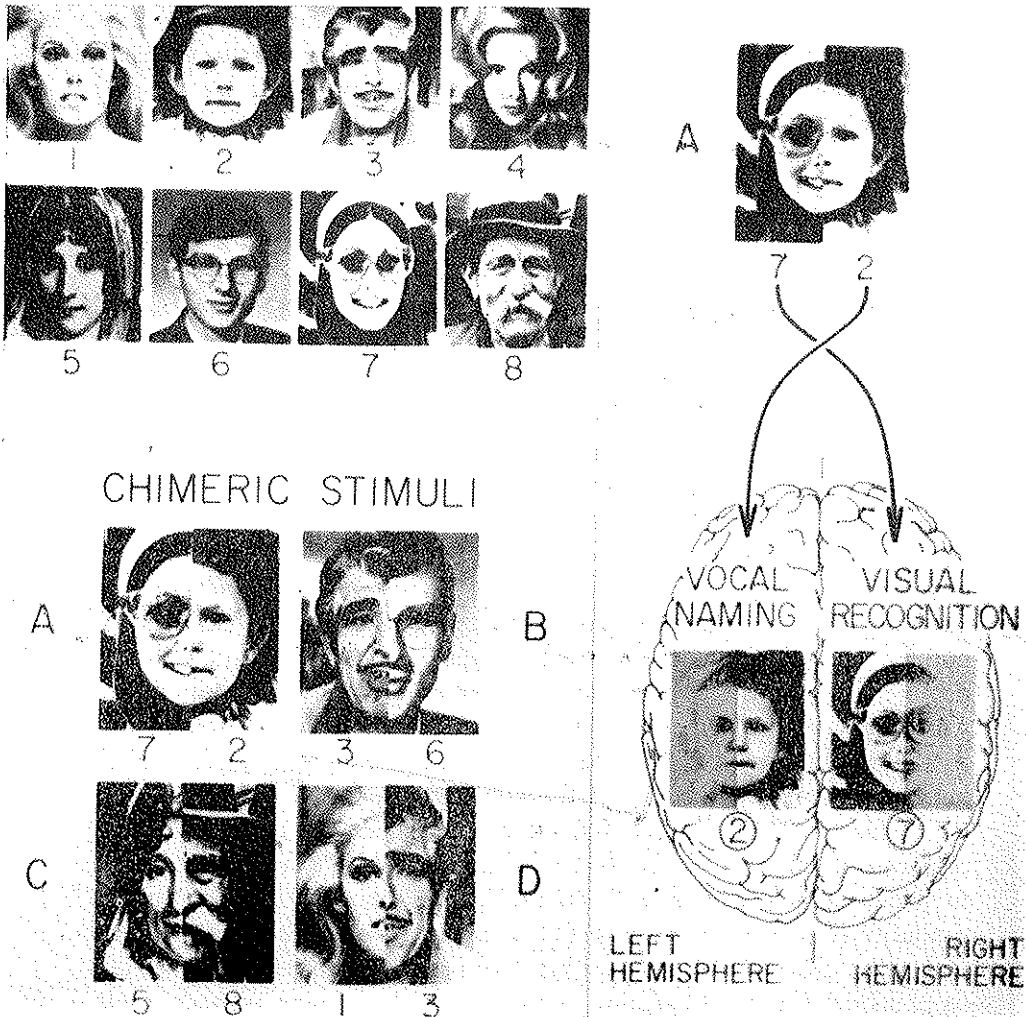 1 2 3 4
5 6 7 8
CHIMERIC STIMULI
A B
7 2 3 6
C D
5 8 1 3
A
7 2
VOCAL NAMING
VISUAL RECOGNITION
2 7
LEFT HEMISPHERE
RIGHT HEMISPHERE